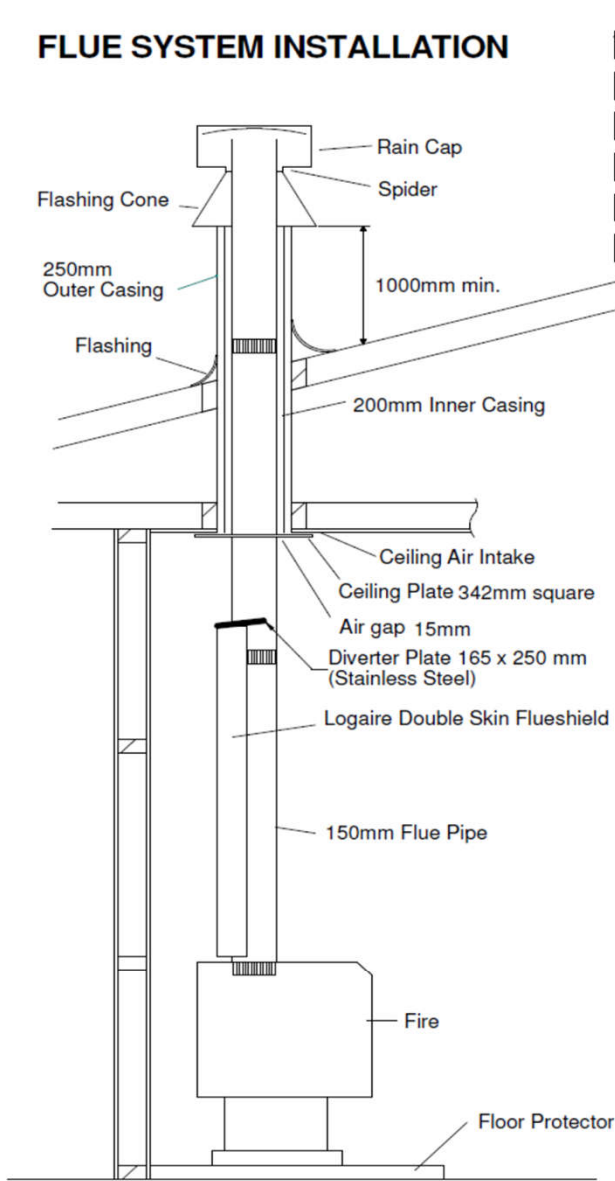 FLUE SYSTEM INSTALLATION
Rain Cap
Spider
Flashing Cone
250mm
Outer Casing
1000mm min.
Flashing
200mm Inner Casing
Ceiling Air Intake
Ceiling Plate 342mm square
Air gap 15mm
Diverter Plate 165 x 250 mm
(Stainless Steel)
Logaire Double Skin Flueshield
150mm Flue Pipe
Fire
Floor Protector